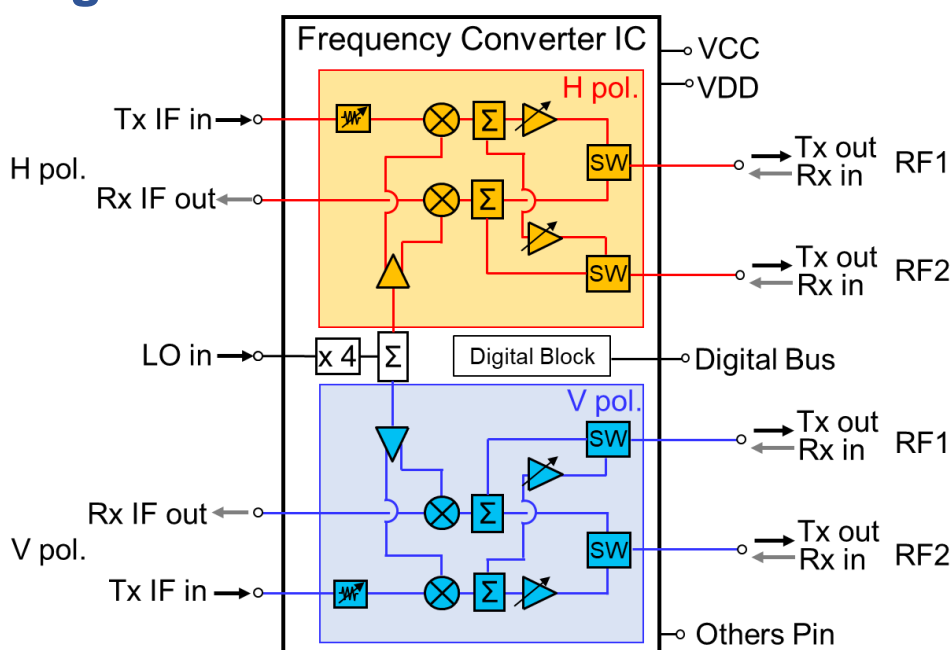 g
Frequency Converter IC
VCC
VDD
H pol.
Tx IF in
H pol.
Rx IF out
Σ
Σ
SW
SW
Tx out
Rx in
RF1
Tx out
Rx in
RF2
LO in
x 4
Σ
Digital Block
Digital Bus
V pol.
SW
Tx out
Rx in
RF1
Rx IF out
Σ
V pol.
SW
Tx out
Rx in
RF2
Tx IF in
Σ
Others Pin